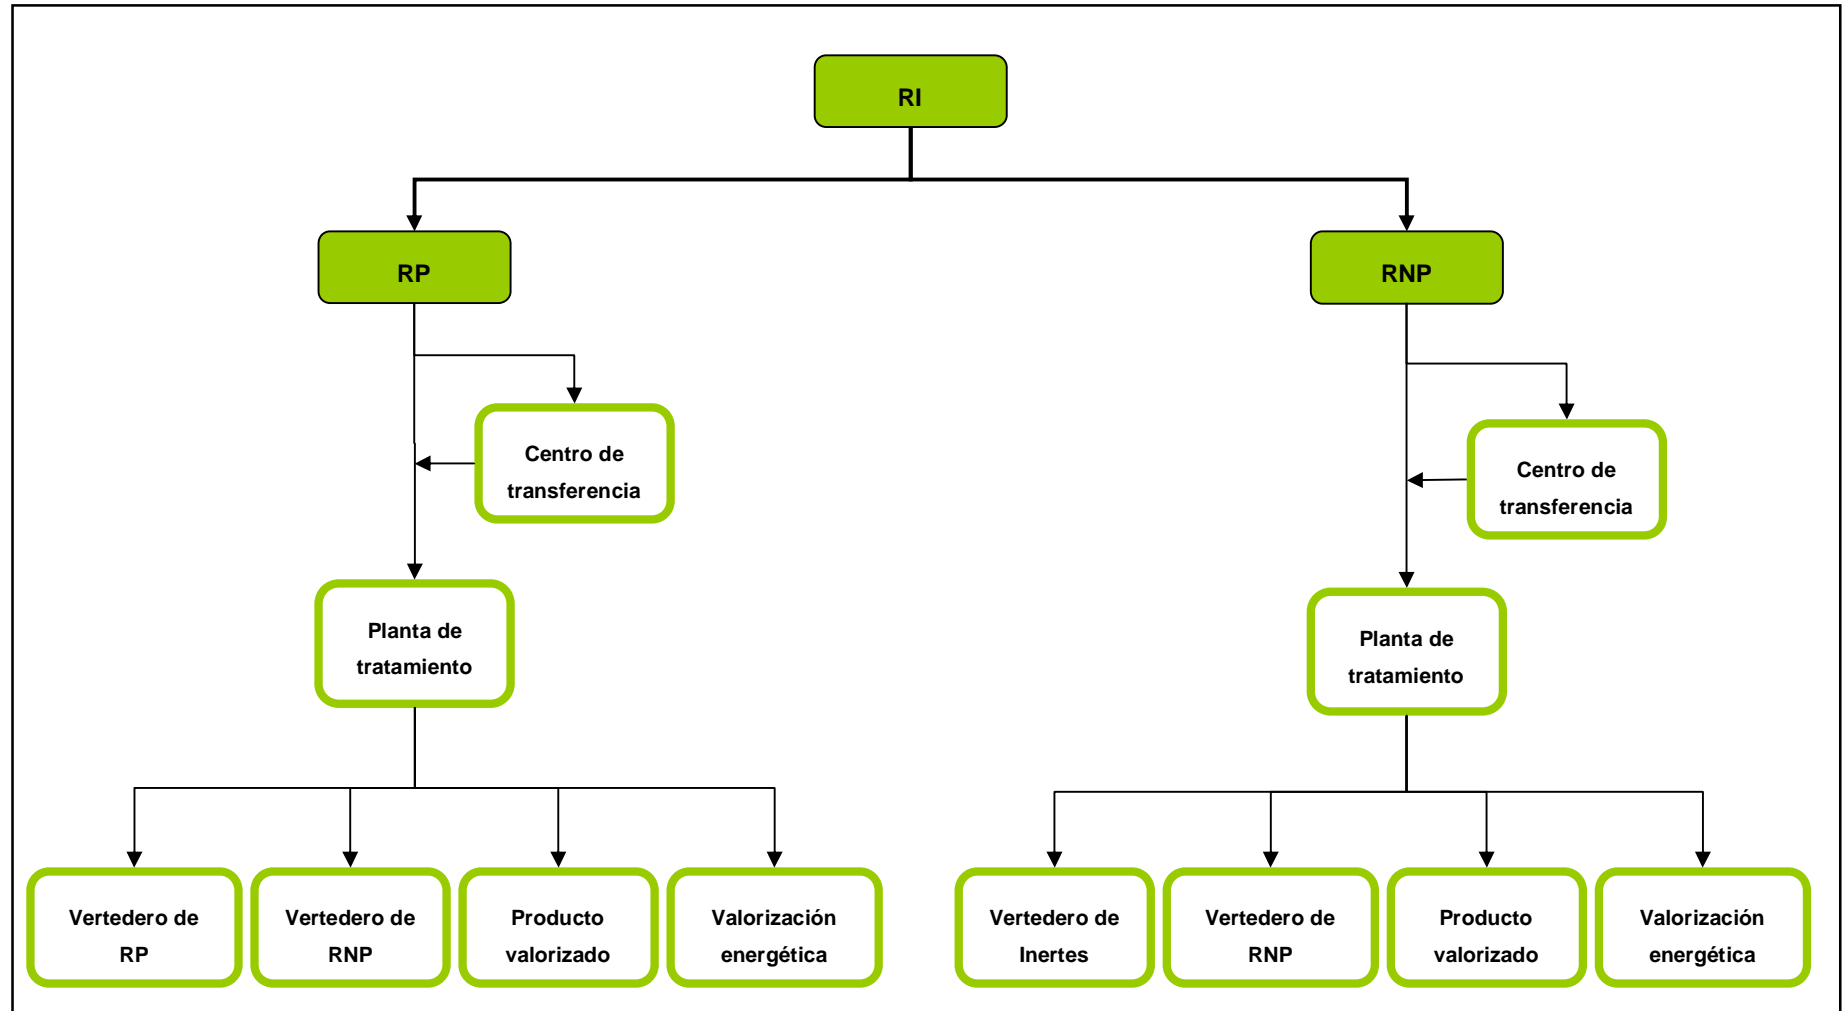 RI
RP
RNP
Centro de
transferencia
Centro de
transferencia
Planta de
tratamiento
Planta de
tratamiento
Vertedero de
RP
Vertedero de
RNP
Producto
valorizado
Valorización
energética
Vertedero de
Inertes
Vertedero de
RNP
Producto
valorizado
Valorización
energética